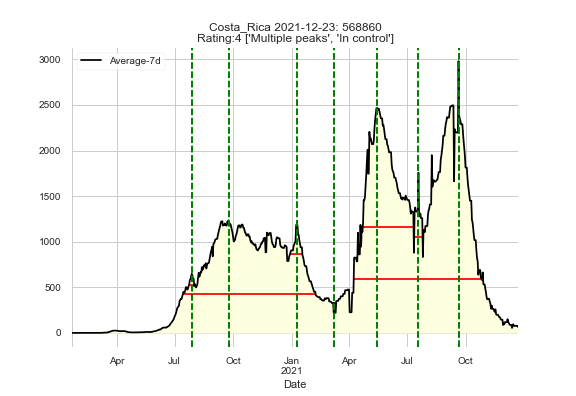 Costa_Rica 2021-12-23: 568860
Rating:4 ['Multiple peaks', 'In control']
Average-7d
3000
2500
2000
1500
1000
500
0
Apr
Jul
Oct
Jan
2021
Apr
Jul
Oct
Date